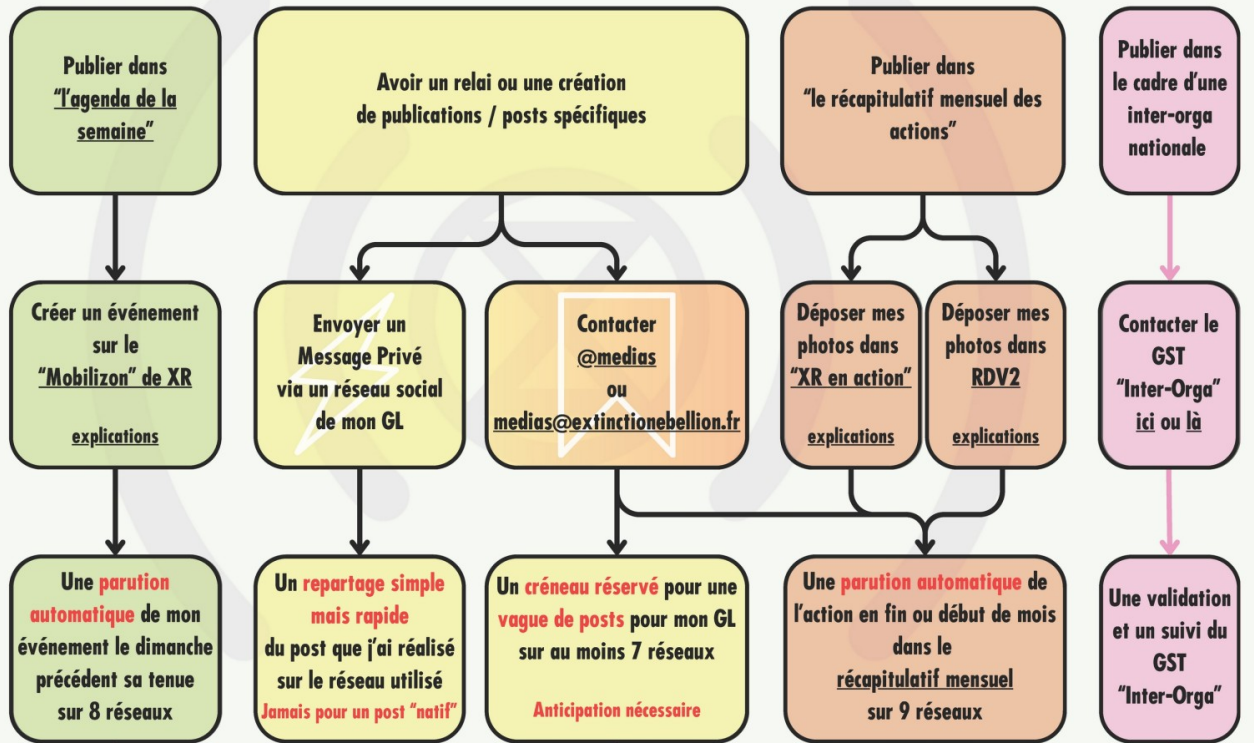 Publier dans
“l’agenda de la
semaine”
Avoir un relai ou une création
de publications / posts spécifiques
Publier dans
“le récapitulatif mensuel des
actions”
Publier dans
le cadre d’une
inter-orga
nationale
Créer un événement
sur le
“Mobilizon” de XR
explications
Envoyer un
Message Privé
via un réseau social
de mon GL
Contacter
@medias
ou
medias@extinctionebellion.fr
Déposer mes
photos dans
“XR en action”
explications
Déposer mes
photos dans
RDV2
explications
Contacter le
GST
“Inter-Orga”
ici ou là
Une parution
automatique de mon
événement le dimanche
précédent sa tenue
sur 8 réseaux
Un repartage simple
mais rapide
du post que j’ai réalisé
sur le réseau utilisé
Jamais pour un post “natif”
Un créneau réservé pour une
vague de posts pour mon GL
sur au moins 7 réseaux
Anticipation nécessaire
Une parution automatique de
l’action en fin ou début de mois
dans le
récapitulatif mensuel
sur 9 réseaux
Une validation
et un suivi du
GST
“Inter-Orga”